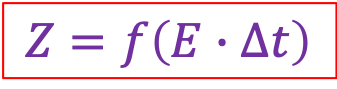 Z = f(E · Δt)